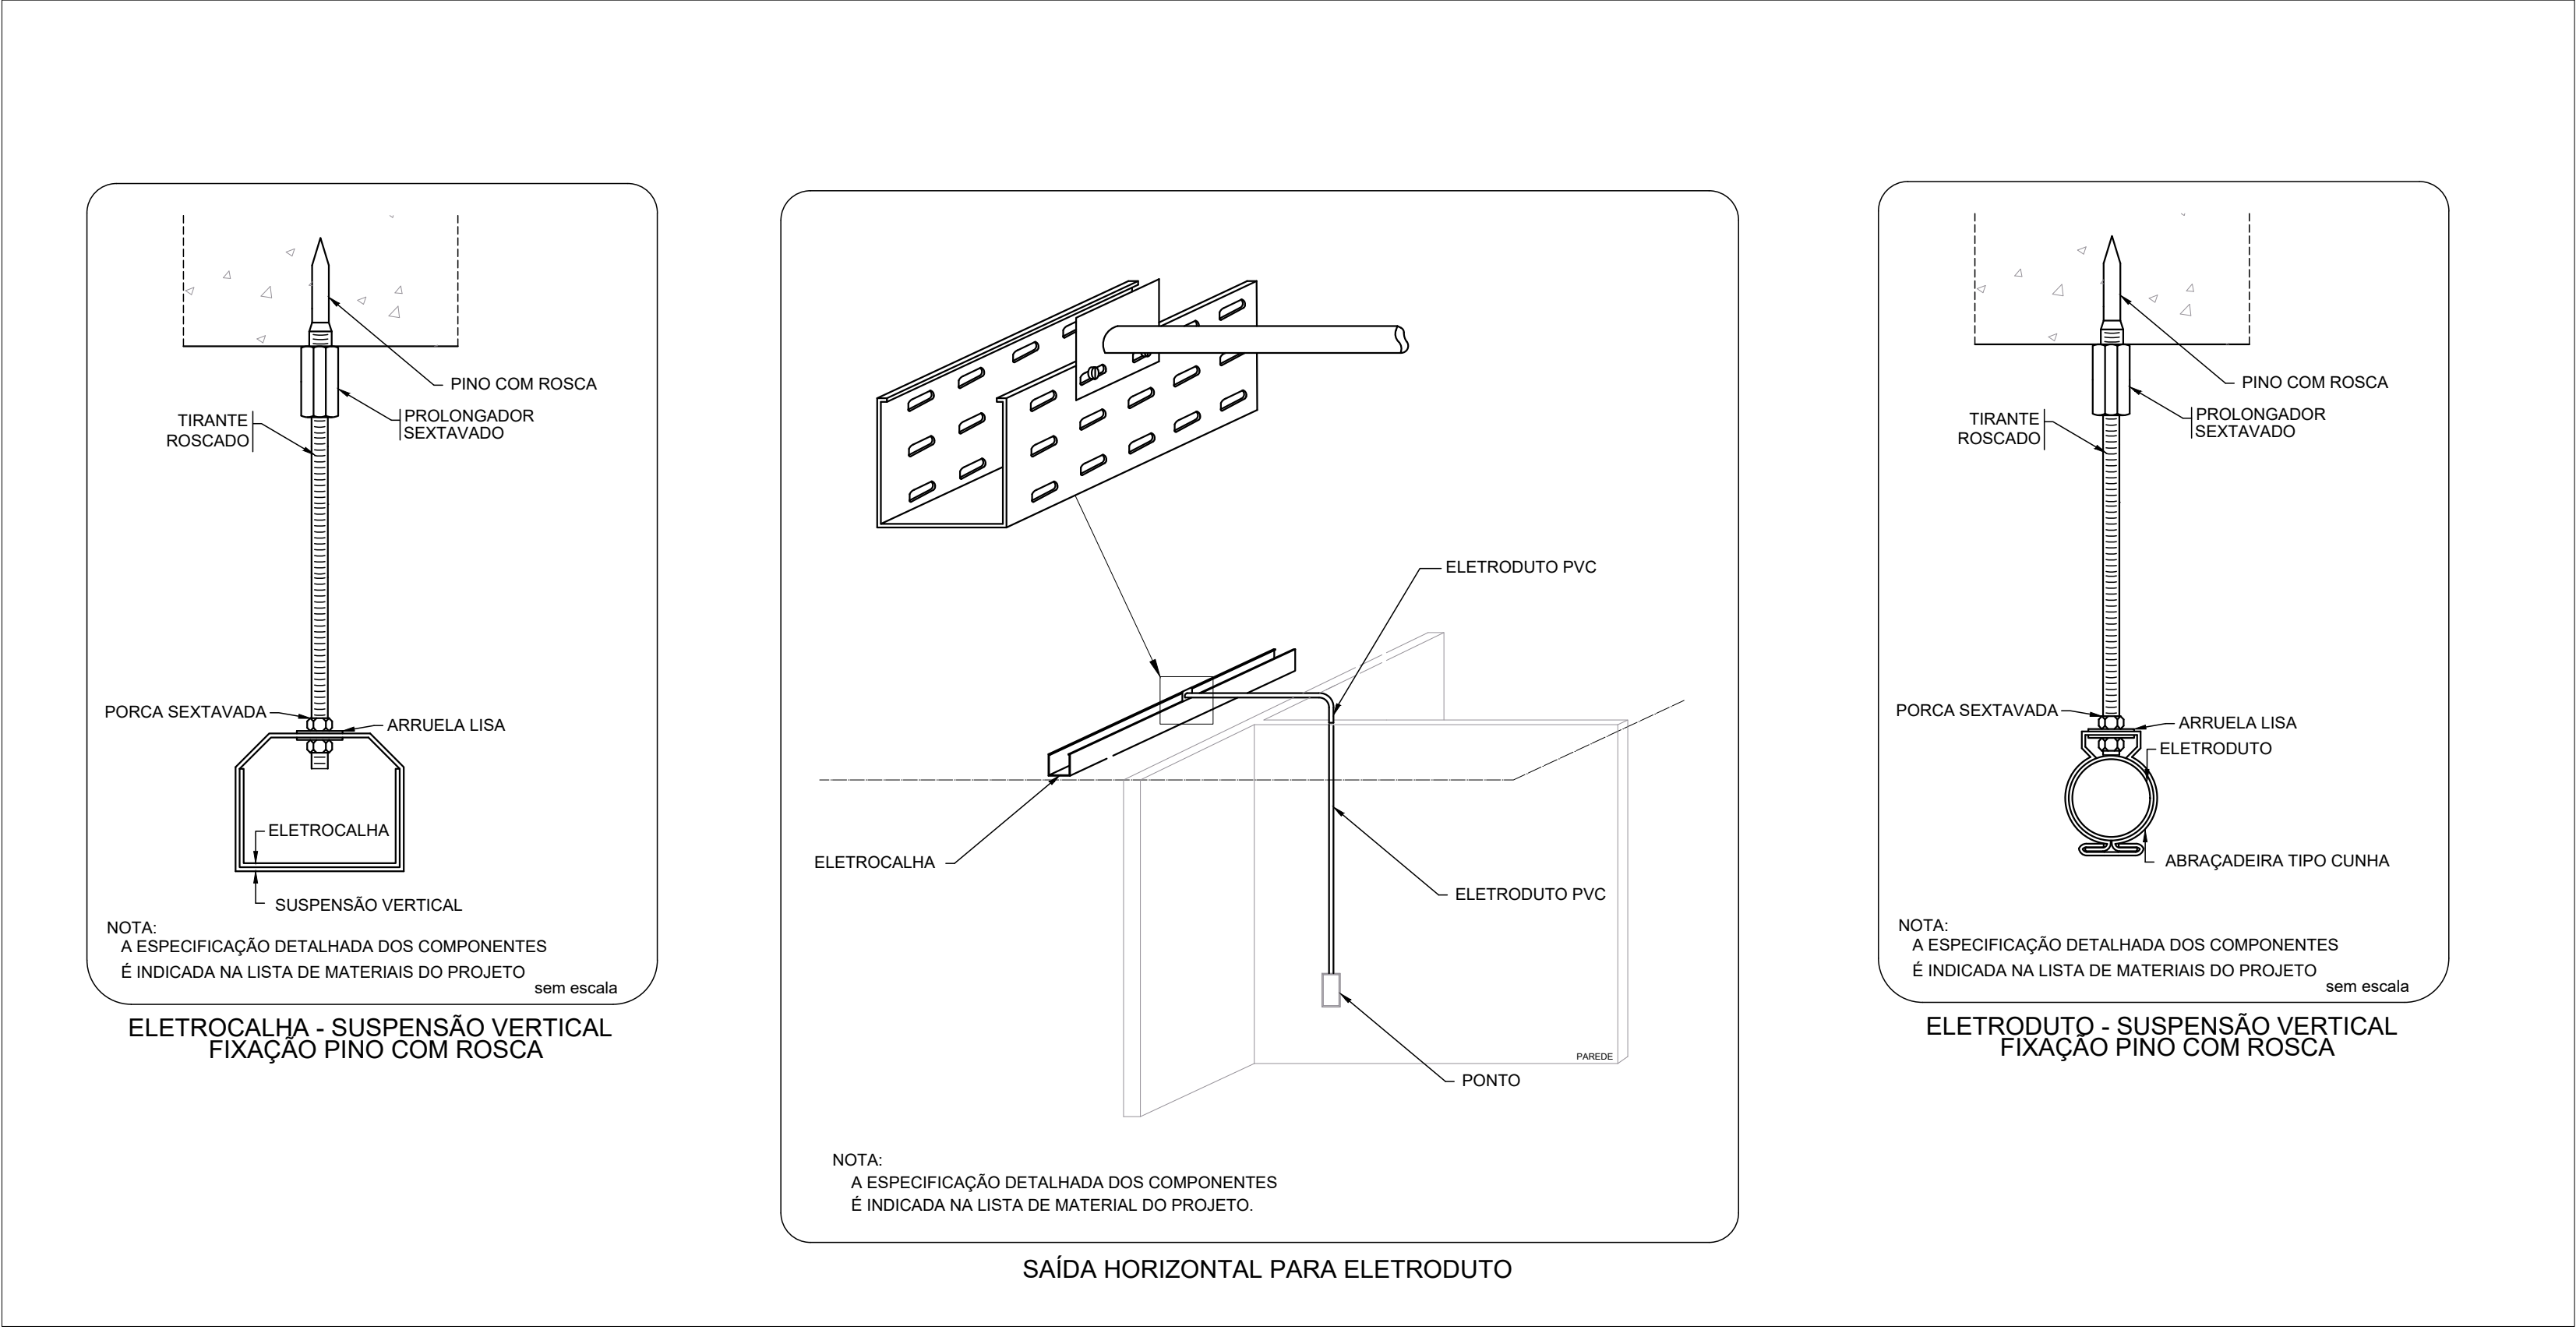 PINO COM ROSCA
TIRANTE
ROSCADO
PROLONGADOR
SEXTAVADO
PORCA SEXTAVADA
ARRUELA LISA
ELETROCALHA
SUSPENSÃO VERTICAL
NOTA:
A ESPECIFICAÇÃO DETALHADA DOS COMPONENTES
É INDICADA NA LISTA DE MATERIAIS DO PROJETO
sem escala
ELETROCALHA - SUSPENSÃO VERTICAL
FIXAÇÃO PINO COM ROSCA
ELETRODUTO PVC
ELETROCALHA
ELETRODUTO PVC
PAREDE
PONTO
NOTA:
A ESPECIFICAÇÃO DETALHADA DOS COMPONENTES
É INDICADA NA LISTA DE MATERIAL DO PROJETO.
SAÍDA HORIZONTAL PARA ELETRODUTO
PINO COM ROSCA
TIRANTE
ROSCADO
PROLONGADOR
SEXTAVADO
PORCA SEXTAVADA
ARRUELA LISA
ELETRODUTO
ABRAÇADEIRA TIPO CUNHA
NOTA:
A ESPECIFICAÇÃO DETALHADA DOS COMPONENTES
É INDICADA NA LISTA DE MATERIAIS DO PROJETO
sem escala
ELETRODUTO - SUSPENSÃO VERTICAL
FIXAÇÃO PINO COM ROSCA